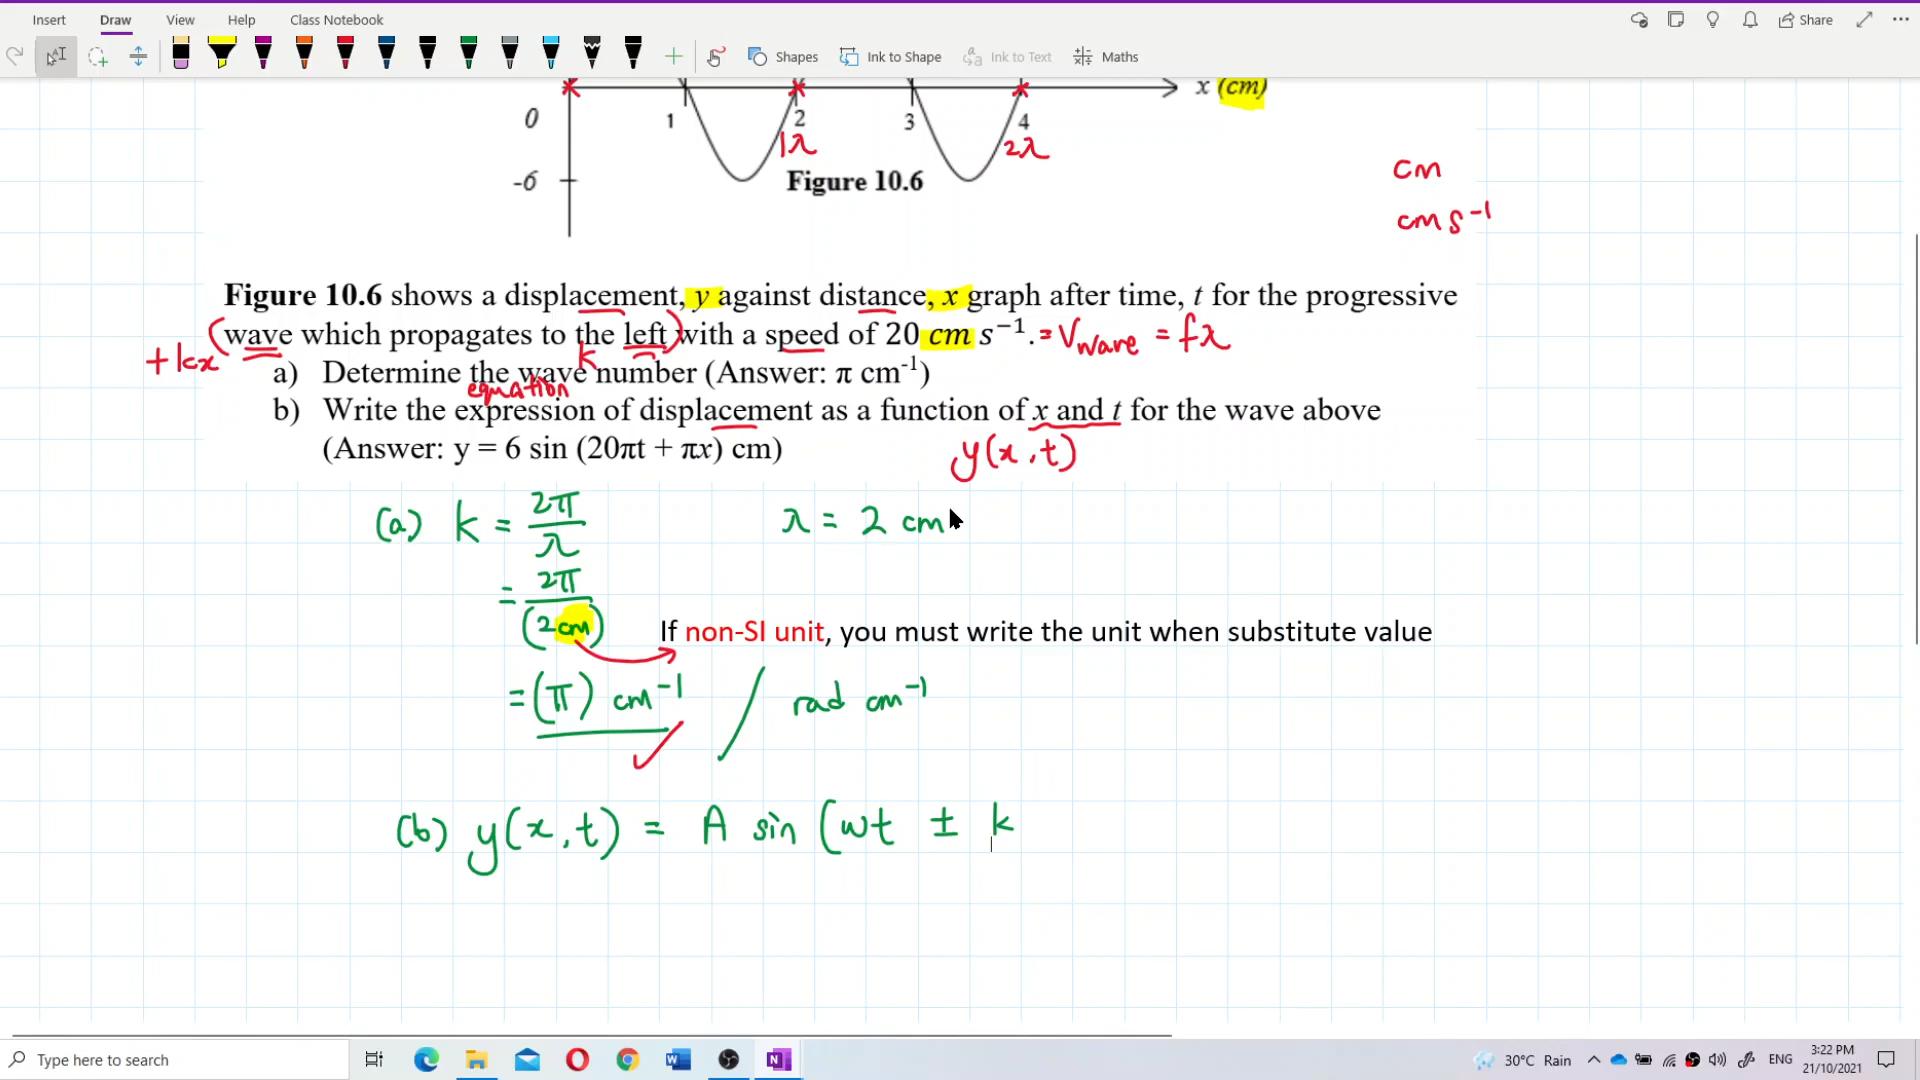 Insert Draw View Help Class Notebook Share
Shapes Ink to Shape Ink to Text Maths
x (cm)
0 1 2 3 4
1λ 2λ
-6 Figure 10.6
cm
cm s⁻¹
Figure 10.6 shows a displacement, y against distance, x graph after time, t for the progressive
(wave which propagates to the left) with a speed of 20 cm s⁻¹. = Vwave = fλ
+kx k
a) Determine the wave number (Answer: π cm⁻¹)
equation
b) Write the expression of displacement as a function of x and t for the wave above
(Answer: y = 6 sin (20πt + πx) cm)
y(x,t)
(a) k = 2π/λ λ = 2 cm
= 2π/(2cm)
If non-SI unit, you must write the unit when substitute value
= (π) cm⁻¹ / rad cm⁻¹
(b) y(x,t) = A sin (ωt ± k
Type here to search 30°C Rain ENG 3:22 PM
21/10/2021